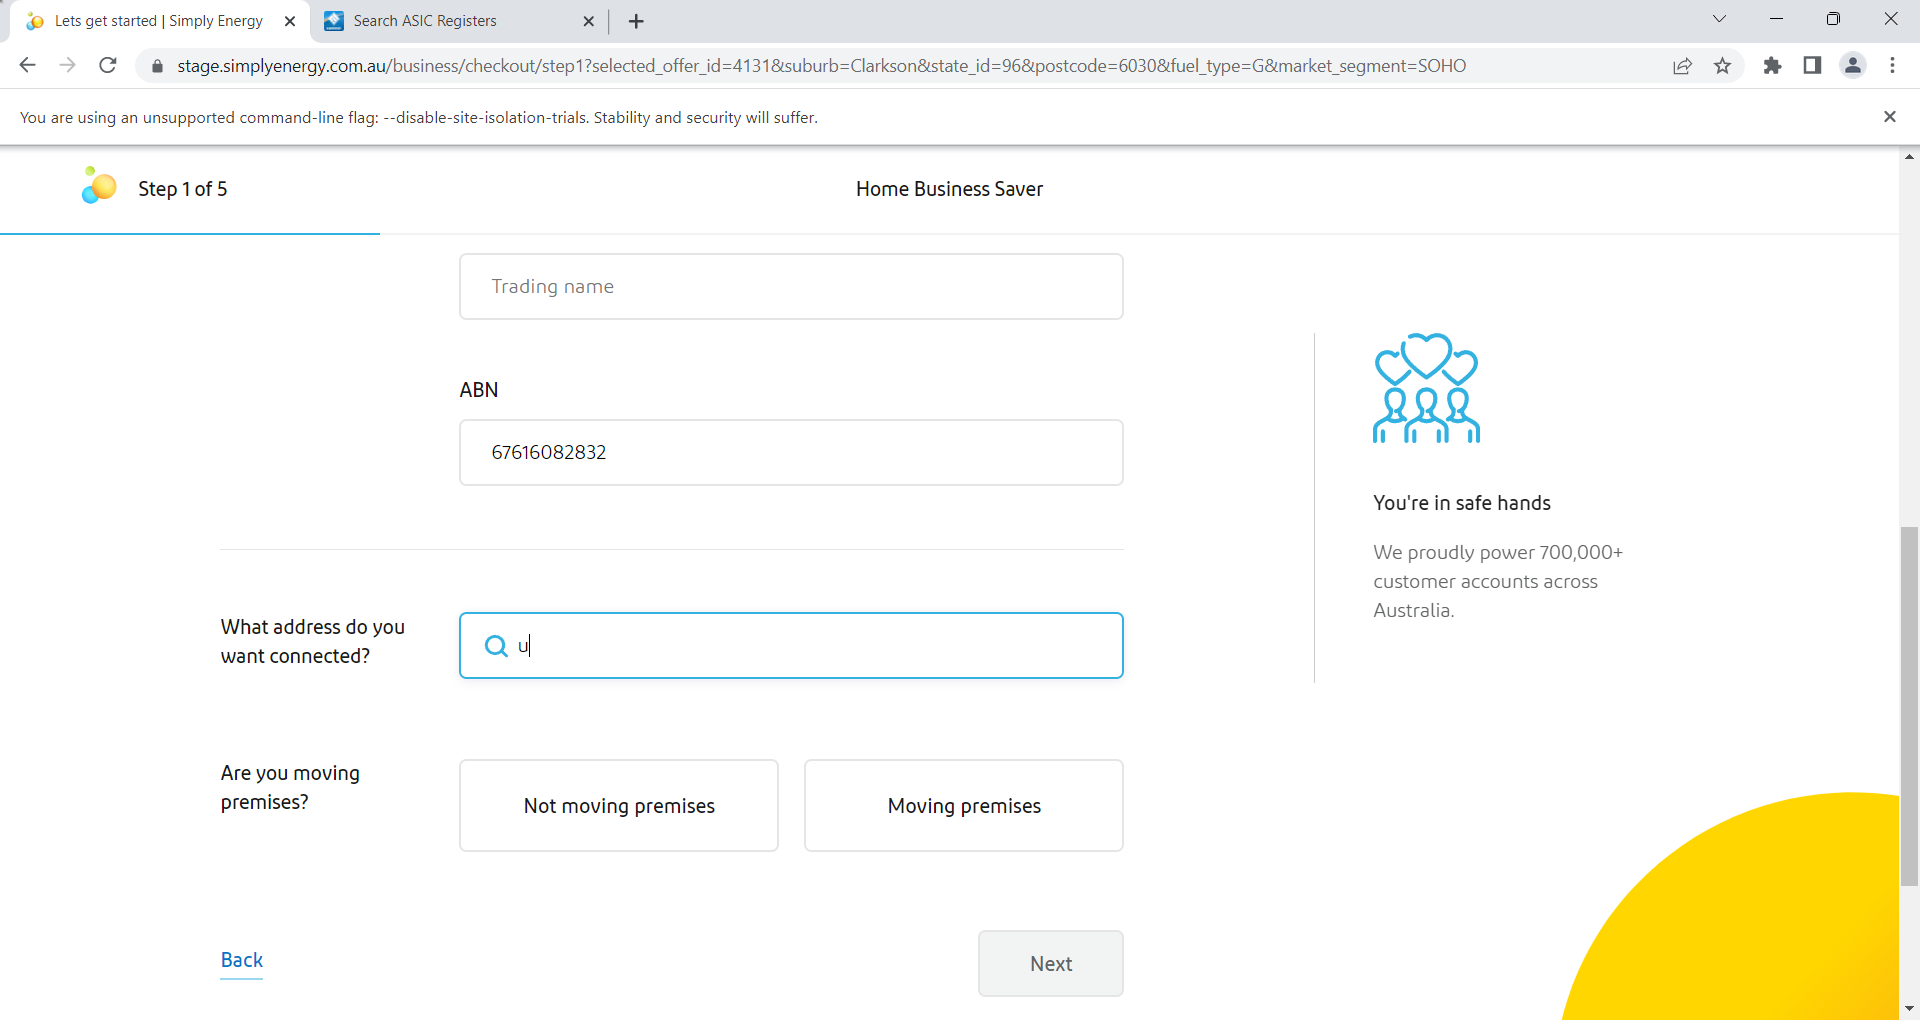 Lets get started | Simply Energy
Search ASIC Registers
stage.simplyenergy.com.au/business/checkout/step1?selected_offer_id=4131&suburb=Clarkson&state_id=96&postcode=6030&fuel_type=G&market_segment=SOHO
You are using an unsupported command-line flag: --disable-site-isolation-trials. Stability and security will suffer.
Step 1 of 5
Home Business Saver
Trading name
ABN
67616082832
You're in safe hands
We proudly power 700,000+
customer accounts across
Australia.
What address do you
want connected?
u
Are you moving
premises?
Not moving premises
Moving premises
Back
Next